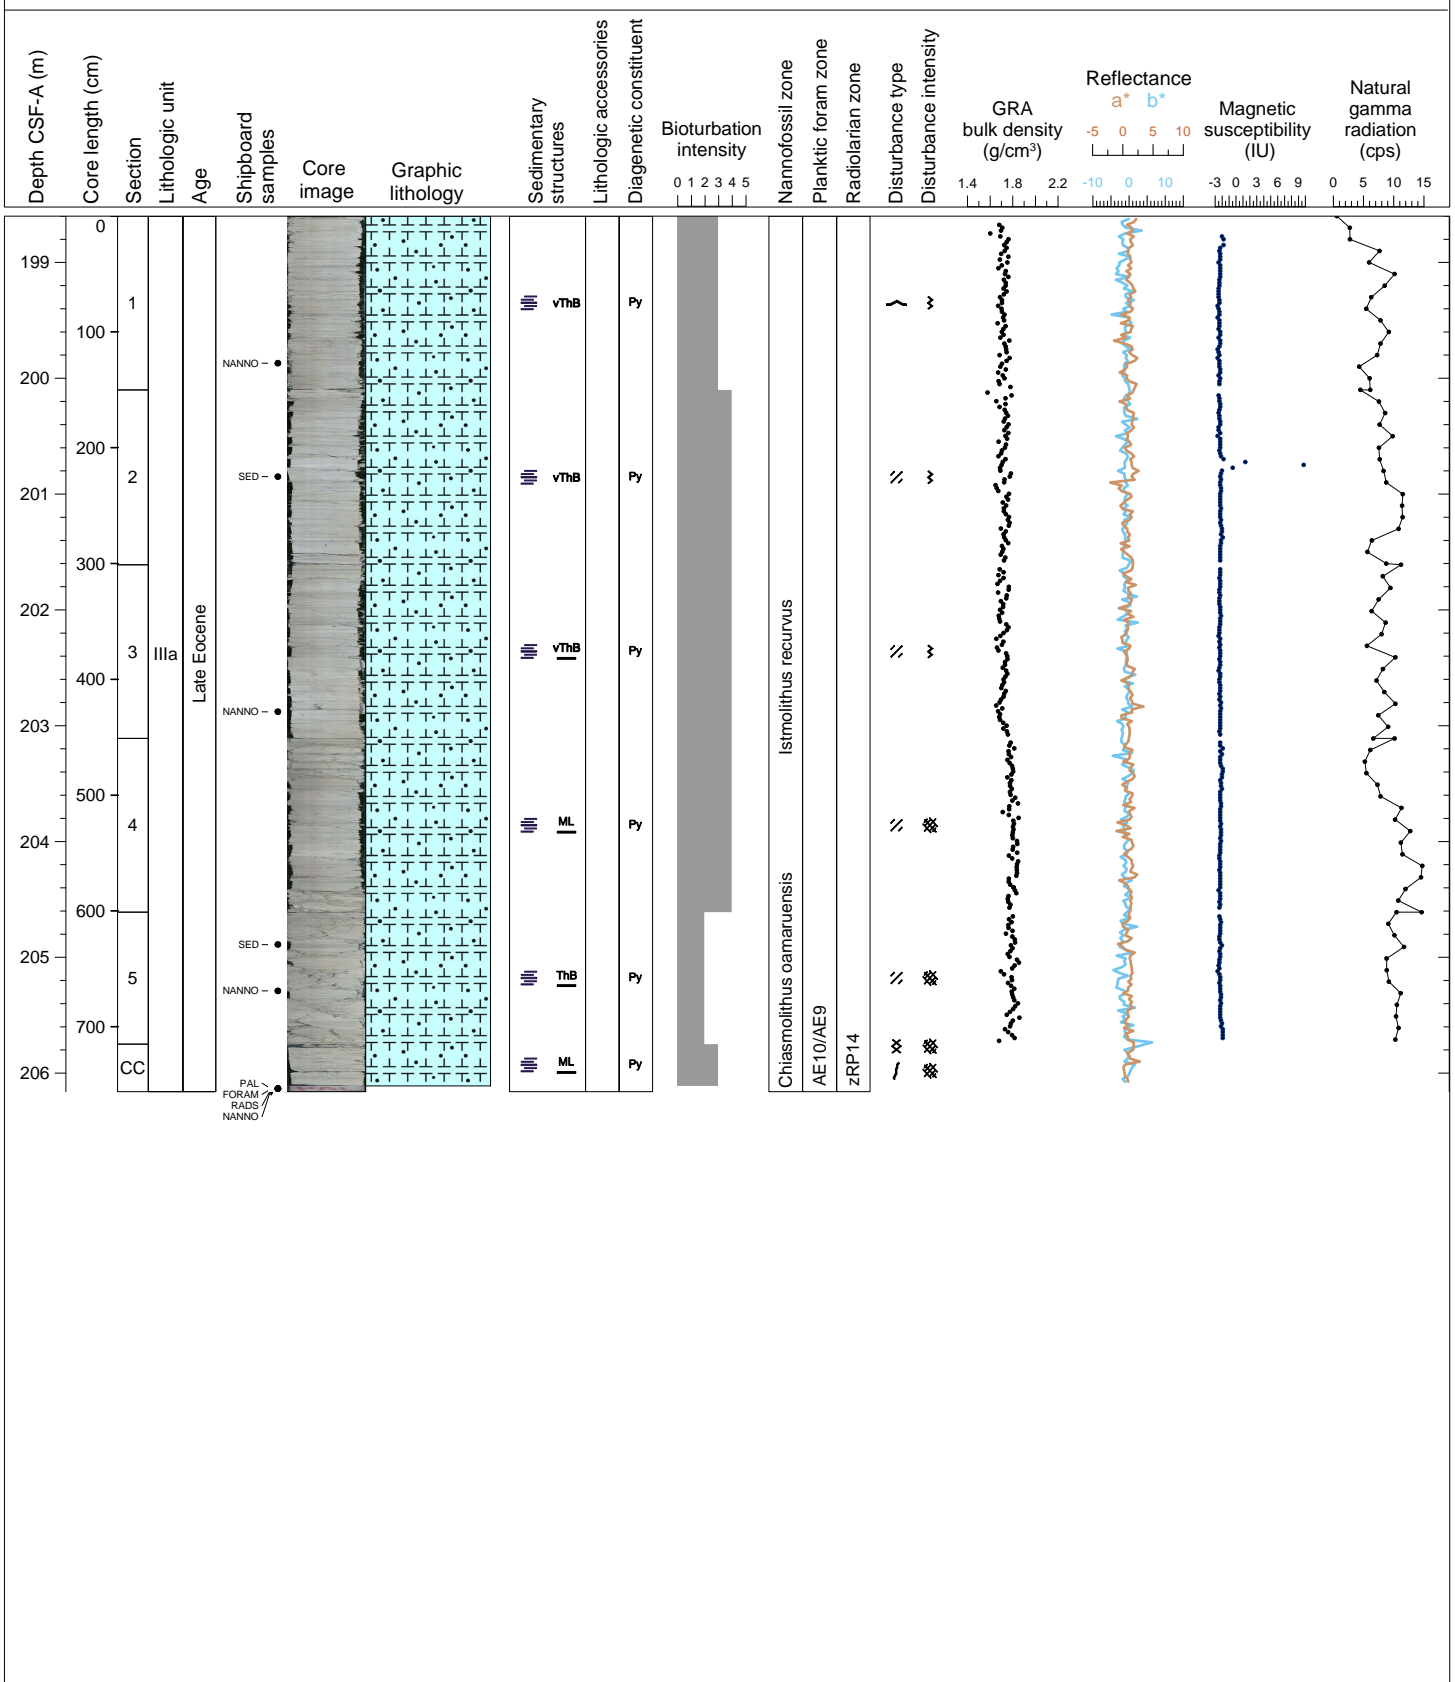 Depth CSF-A (m)
Core length (cm)
Section
Lithologic unit
Age
Shipboard
samples
Core
image
Graphic
lithology
Sedimentary
structures
Lithologic accessories
Diagenetic constituent
Bioturbation
intensity
0 1 2 3 4 5
Nannofossil zone
Planktic foram zone
Radiolarian zone
Disturbance type
Disturbance intensity
GRA
bulk density
(g/cm³)
1.4 1.8 2.2
Reflectance
a* b*
-5 0 5 10
-10 0 10
Magnetic
susceptibility
(IU)
-3 0 3 6 9
Natural
gamma
radiation
(cps)
0 5 10 15
199
200
201
202
203
204
205
206
0
100
200
300
400
500
600
700
1
2
3
4
5
CC
IIIa
Late Eocene
NANNO
SED
NANNO
SED
NANNO
PAL
FORAM
RADS
NANNO
vThB
vThB
vThB
ML
ThB
ML
Py
Py
Py
Py
Py
Py
Istmolithus recurvus
Chiasmolithus oamaruensis
AE10/AE9
zRP14